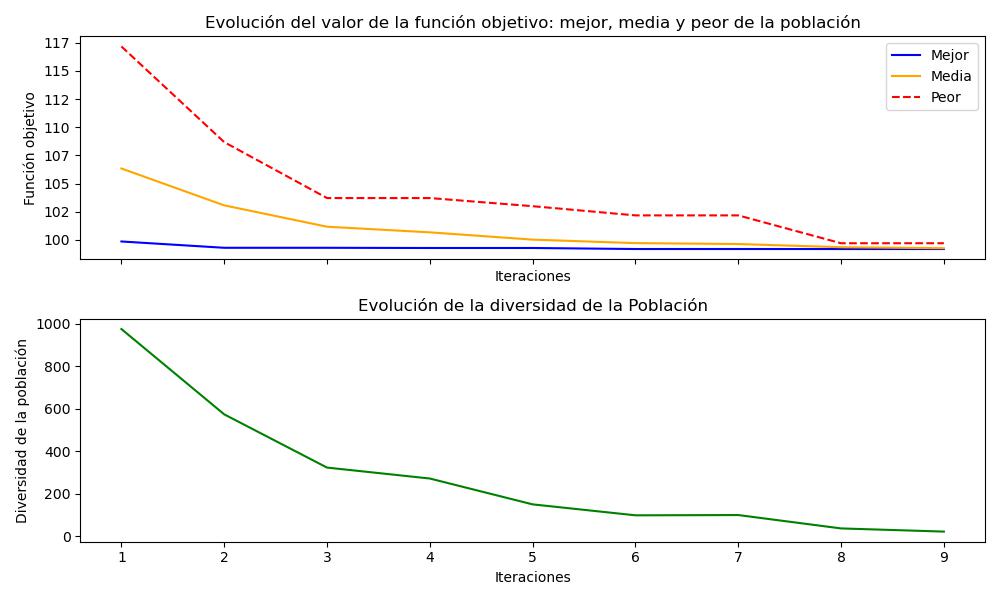 Evolución del valor de la función objetivo: mejor, media y peor de la población
117
115
112
110
107
105
102
100
Función objetivo
Mejor
Media
Peor
Iteraciones
Evolución de la diversidad de la Población
1000
800
600
400
200
0
Diversidad de la población
1 2 3 4 5 6 7 8 9
Iteraciones